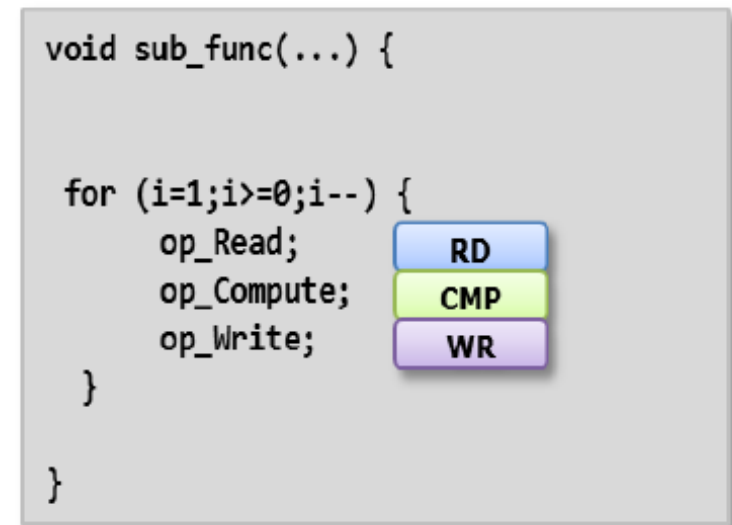 void sub_func(...) {
for (i=1;i>=0;i--) {
op_Read; RD
op_Compute; CMP
op_Write; WR
}
}